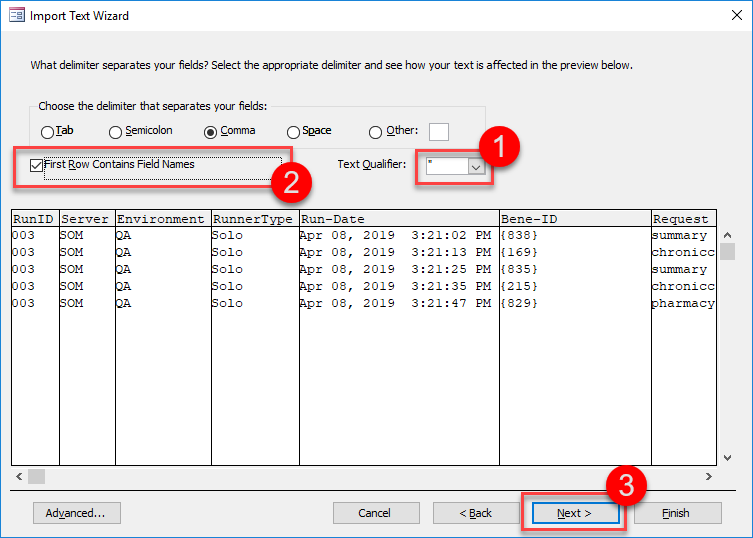 Import Text Wizard
What delimiter separates your fields? Select the appropriate delimiter and see how your text is affected in the preview below.
Choose the delimiter that separates your fields:
Tab Semicolon Comma Space Other:
First Row Contains Field Names Text Qualifier: " 1
2
RunID Server Environment RunnerType Run-Date Bene-ID Request
003 SOM QA Solo Apr 08, 2019 3:21:02 PM {838} summary
003 SOM QA Solo Apr 08, 2019 3:21:13 PM {169} chronicc
003 SOM QA Solo Apr 08, 2019 3:21:25 PM {835} summary
003 SOM QA Solo Apr 08, 2019 3:21:35 PM {215} chronicc
003 SOM QA Solo Apr 08, 2019 3:21:47 PM {829} pharmacy
3
Advanced... Cancel < Back Next > Finish